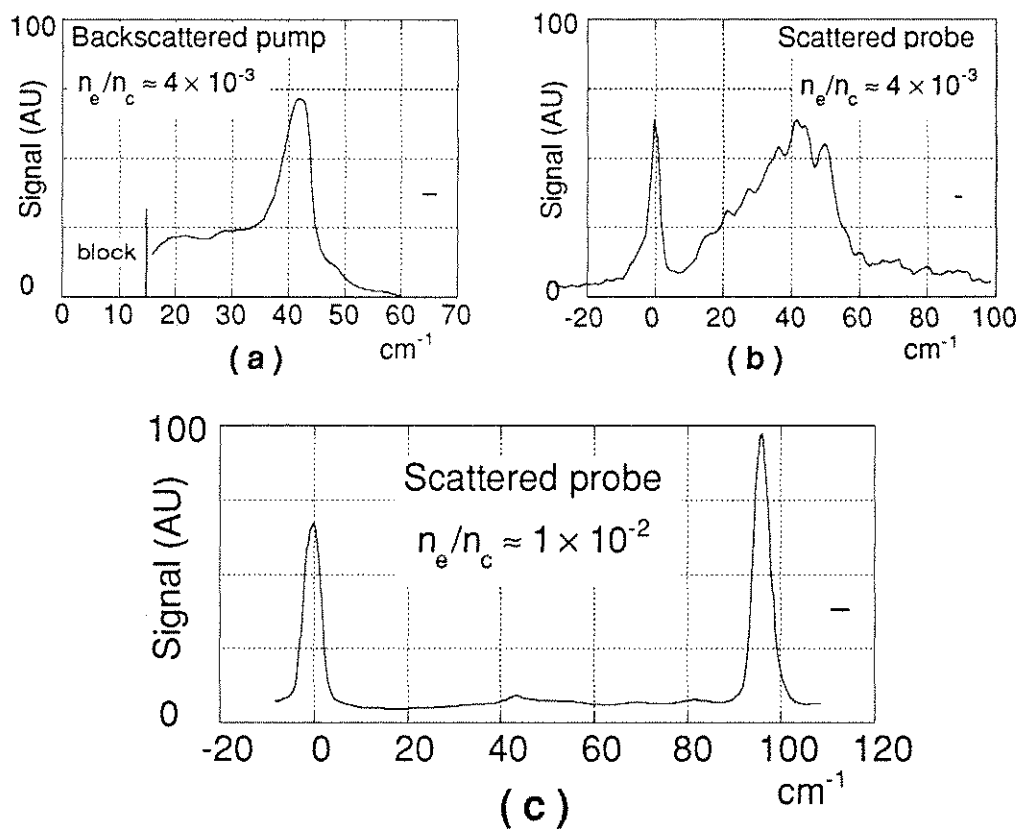 100
Backscattered pump
n_e/n_c ≈ 4 × 10^-3
Signal (AU)
block
0
0 10 20 30 40 50 60 70
cm^-1
(a)
100
Scattered probe
n_e/n_c ≈ 4 × 10^-3
Signal (AU)
0
-20 0 20 40 60 80 100
cm^-1
(b)
100
Scattered probe
n_e/n_c ≈ 1 × 10^-2
Signal (AU)
0
-20 0 20 40 60 80 100 120
cm^-1
(c)